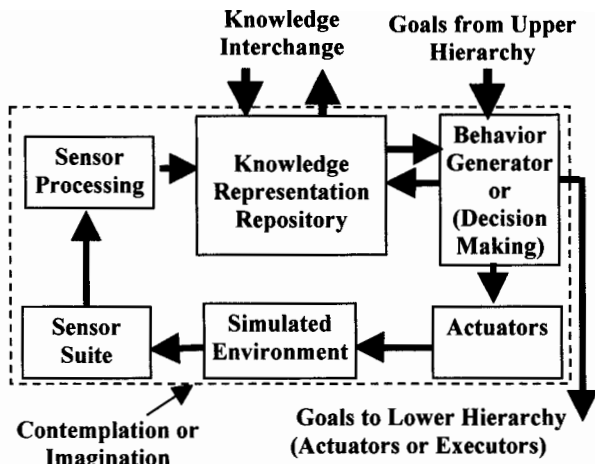 Knowledge
Interchange
Goals from Upper
Hierarchy
Sensor
Processing
Knowledge
Representation
Repository
Behavior
Generator
or
(Decision
Making)
Sensor
Suite
Simulated
Environment
Actuators
Contemplation or
Imagination
Goals to Lower Hierarchy
(Actuators or Executors)